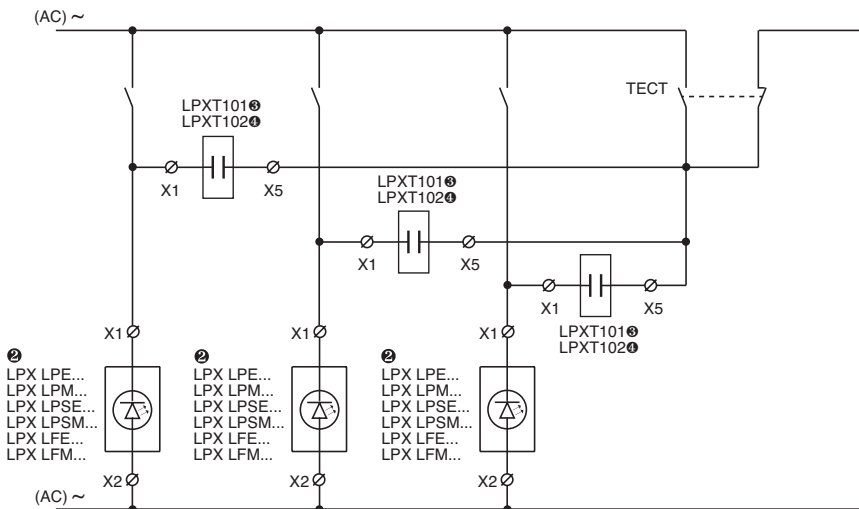 (AC) ~
TECT
LPXT101❸
LPXT102❹
X1
X5
LPXT101❸
LPXT102❹
X1
X5
X1
X5
LPXT101❸
LPXT102❹
X1
X1
X1
❷
LPX LPE...
LPX LPM...
LPX LPSE...
LPX LPSM...
LPX LFE...
LPX LFM...
❷
LPX LPE...
LPX LPM...
LPX LPSE...
LPX LPSM...
LPX LFE...
LPX LFM...
❷
LPX LPE...
LPX LPM...
LPX LPSE...
LPX LPSM...
LPX LFE...
LPX LFM...
X2
X2
X2
(AC) ~